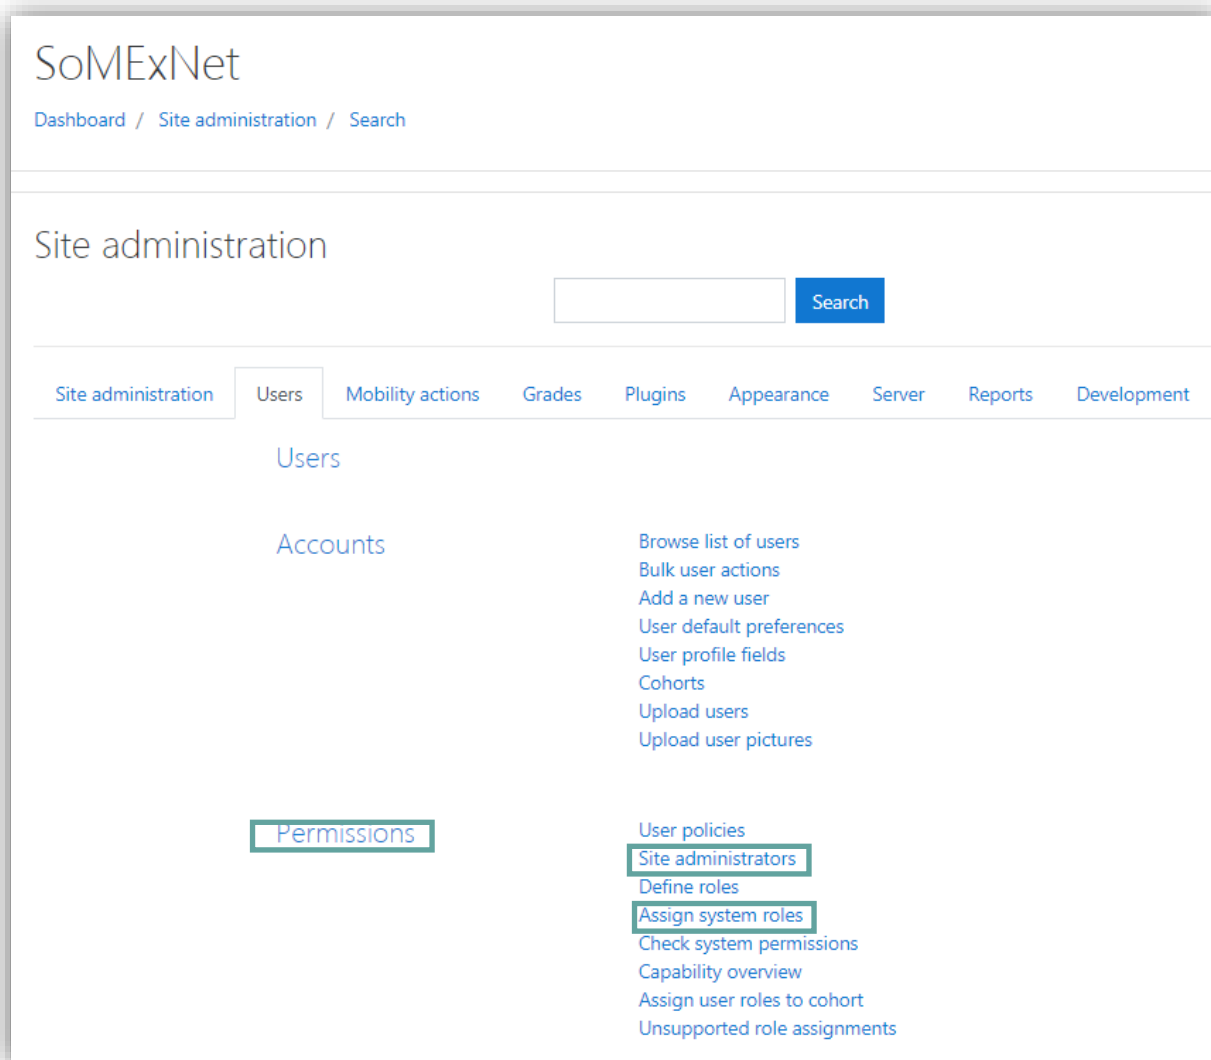 SoMExNet
Dashboard / Site administration / Search
Site administration
Search
Site administration Users Mobility actions Grades Plugins Appearance Server Reports Development
Users
Accounts
Browse list of users
Bulk user actions
Add a new user
User default preferences
User profile fields
Cohorts
Upload users
Upload user pictures
Permissions
User policies
Site administrators
Define roles
Assign system roles
Check system permissions
Capability overview
Assign user roles to cohort
Unsupported role assignments